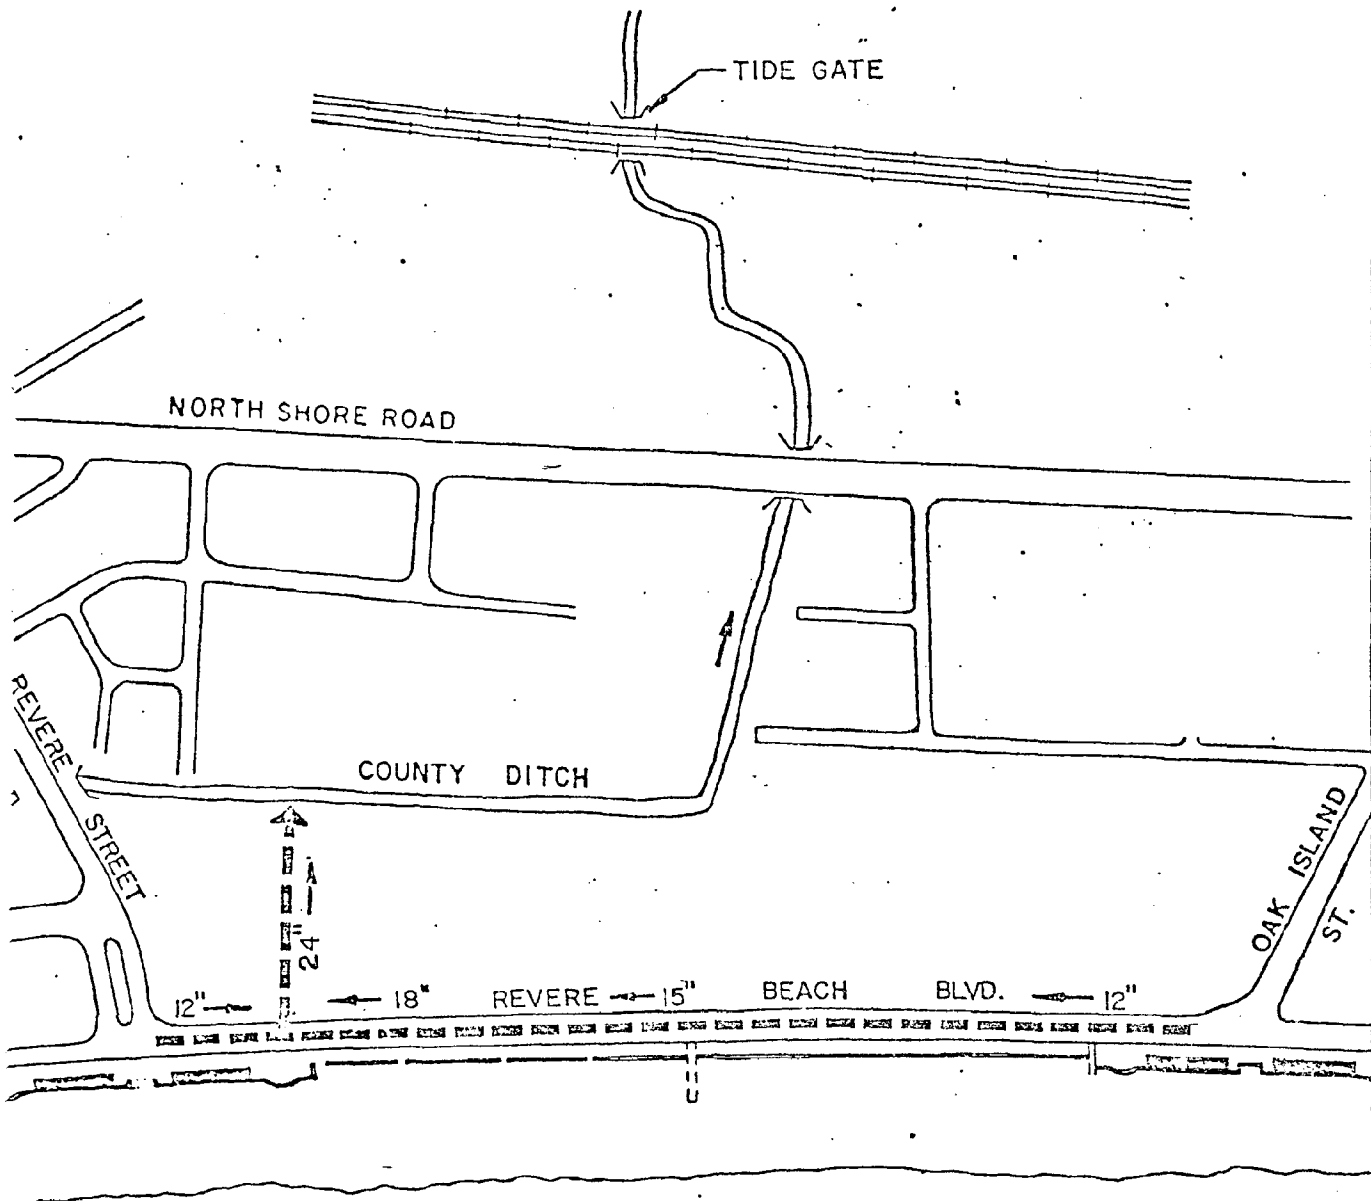 TIDE GATE
NORTH SHORE ROAD
REVERE STREET
COUNTY DITCH
OAK ISLAND ST.
24"
12" 18" REVERE 15" BEACH BLVD. 12"